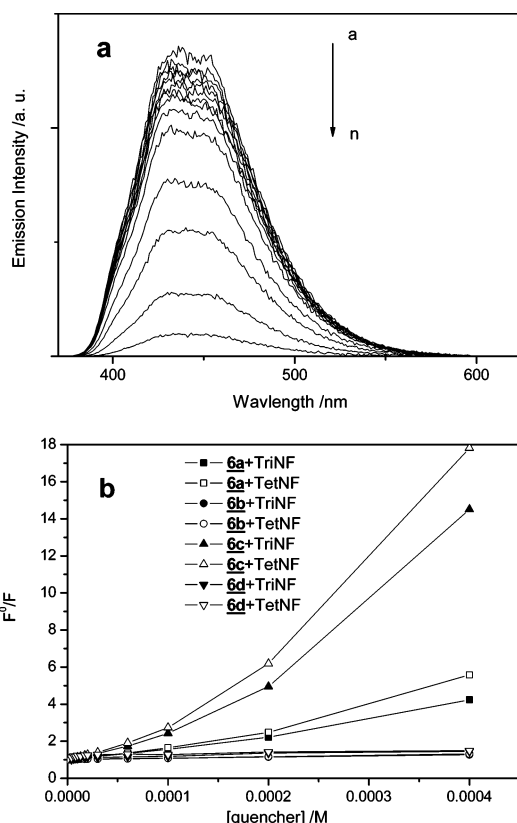 a
a
n
Emission Intensity /a. u.
400
500
600
Wavlength /nm
b
18
16
14
12
10
8
6
4
2
0
F⁰/F
6a+TriNF
6a+TetNF
6b+TriNF
6b+TetNF
6c+TriNF
6c+TetNF
6d+TriNF
6d+TetNF
0.0000
0.0001
0.0002
0.0003
0.0004
[quencher] /M